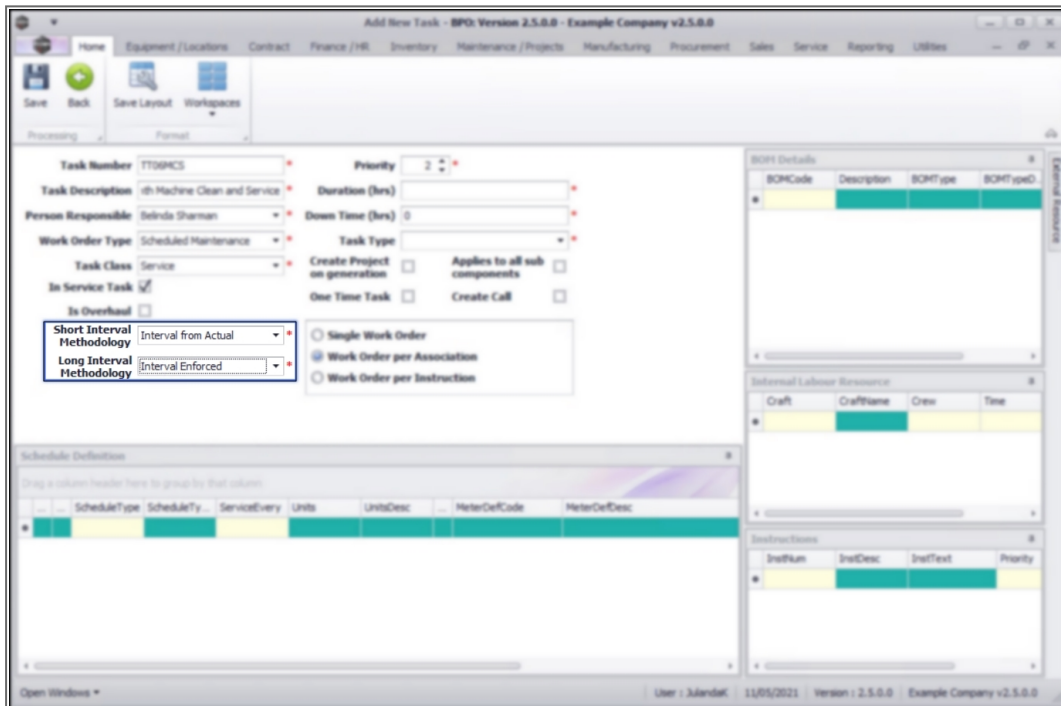 Add New Task - BPO: Version 2.5.0.0 - Example Company v2.5.0.0
Home Equipment / Locations Contract Finance / HR Inventory Maintenance / Projects Manufacturing Procurement Sales Service Reporting Utilities
Save Back Save Layout Workspaces
Processing Format
Task Number TT06MCS * Priority 2 *
Task Description nth Machine Clean and Service * Duration (hrs) *
Person Responsible Belinda Sharman * Down Time (hrs) 0 *
Work Order Type Scheduled Maintenance * Task Type *
Task Class Service * Create Project on generation Applies to all sub components
In Service Task One Time Task Create Call
Is Overhaul
Short Interval Methodology Interval from Actual *
Long Interval Methodology Interval Enforced *
Single Work Order
Work Order per Association
Work Order per Instruction
BOM Details
BOMCode Description BOMType BOMTypeD...
External Resource
Internal Labour Resource
Craft CraftName Crew Time
Schedule Definition
Drag a column header here to group by that column
... ... ScheduleType ScheduleTy... ServiceEvery Units UnitsDesc ... MeterDefCode MeterDefDesc
Instructions
InstNum InstDesc InstText Priority
Open Windows User : JulandaK 11/05/2021 Version : 2.5.0.0 Example Company v2.5.0.0